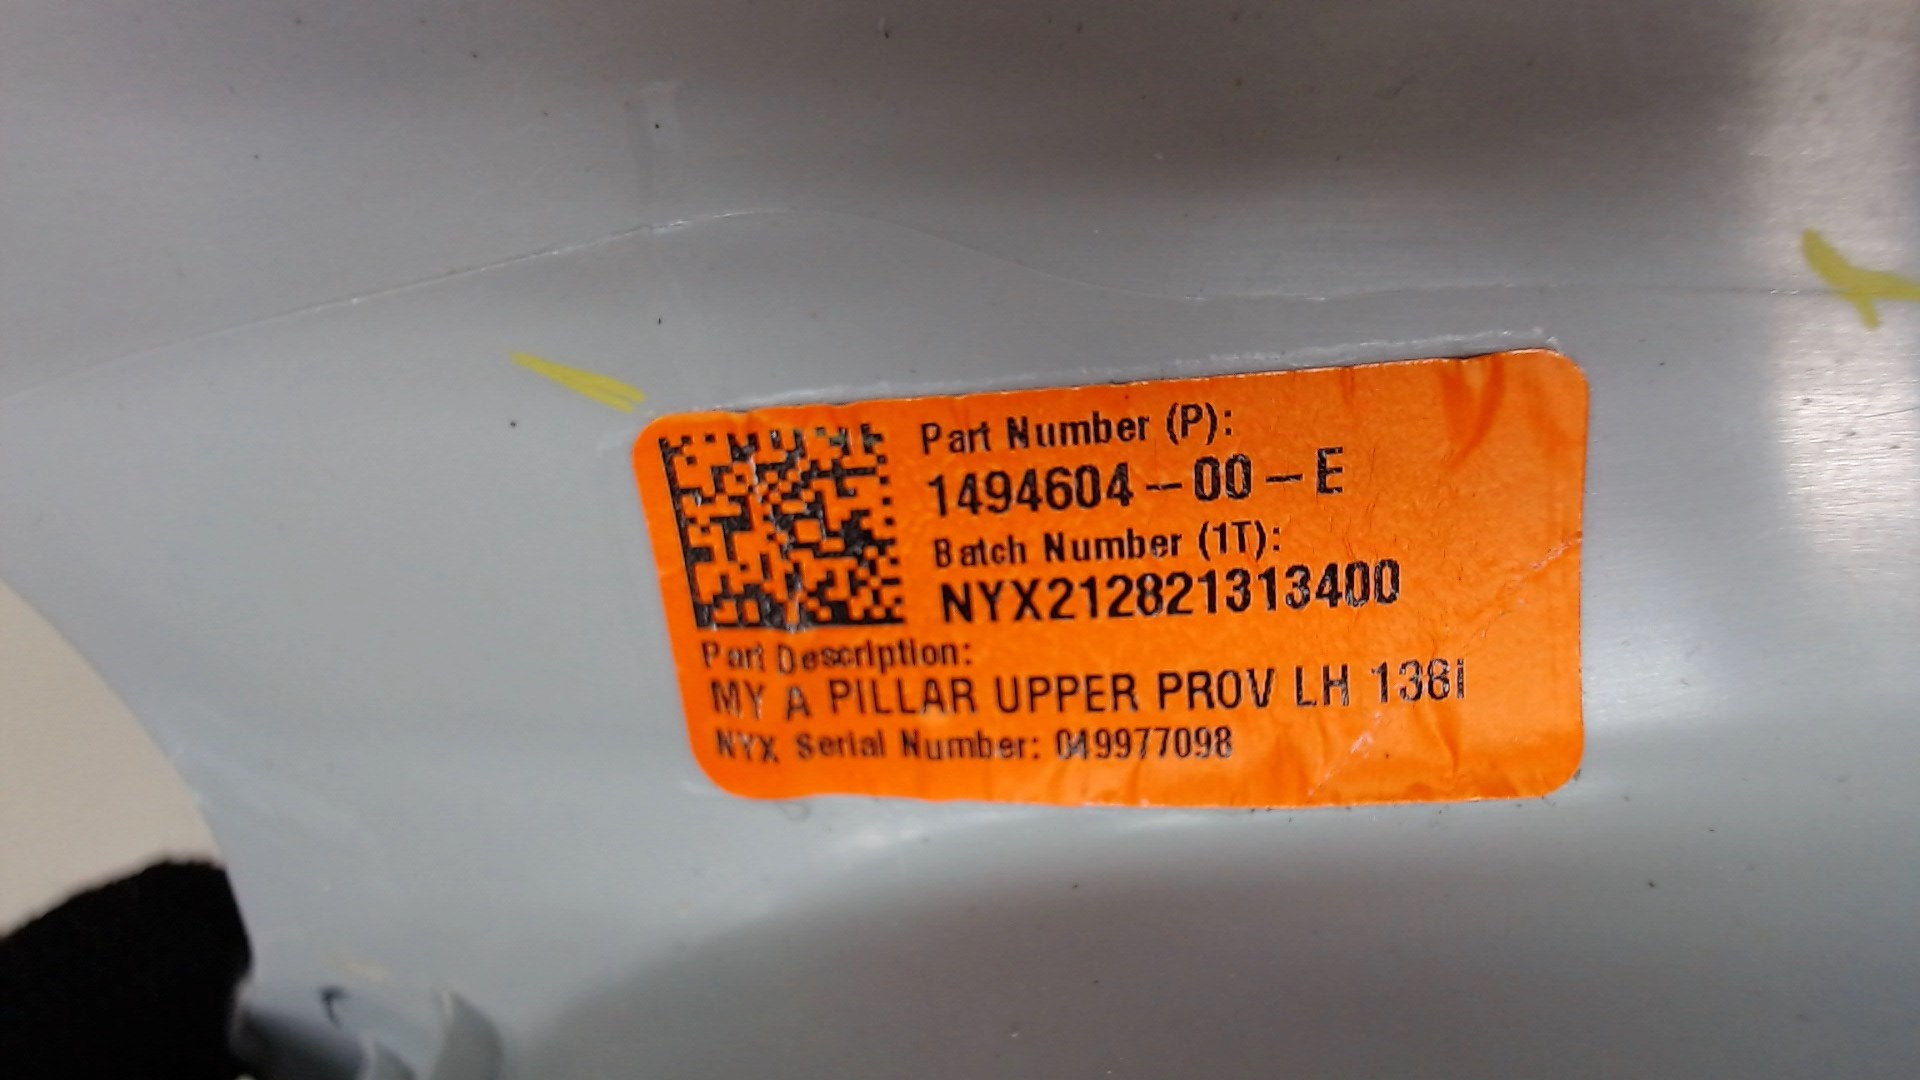 Part Number (P):
1494604-00-E
Batch Number (1T):
NYX212821313400
Part Description:
MY A PILLAR UPPER PROV LH
NYX Serial Number: 049977098